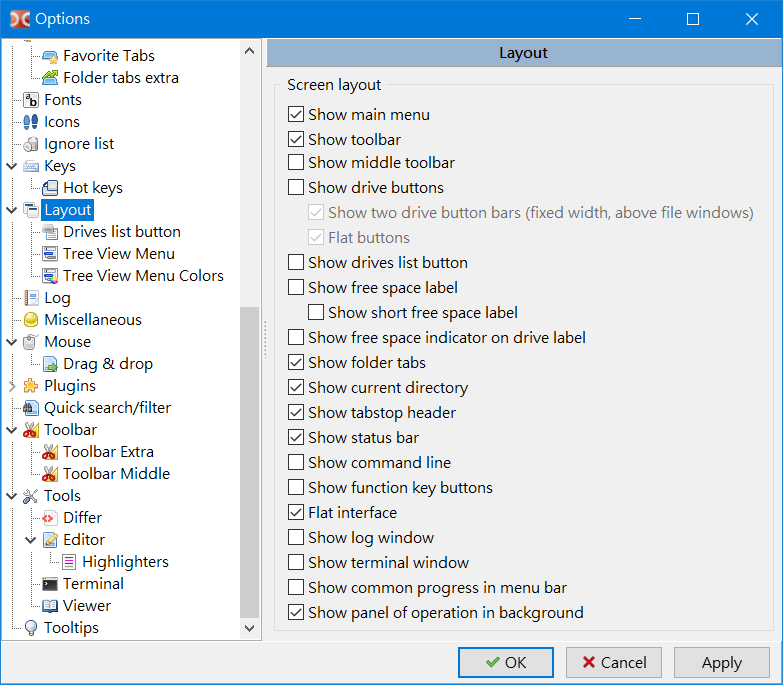 Options
Favorite Tabs
Folder tabs extra
Fonts
Icons
Ignore list
Keys
Hot keys
Layout
Drives list button
Tree View Menu
Tree View Menu Colors
Log
Miscellaneous
Mouse
Drag & drop
Plugins
Quick search/filter
Toolbar
Toolbar Extra
Toolbar Middle
Tools
Differ
Editor
Highlighters
Terminal
Viewer
Tooltips
Layout
Screen layout
Show main menu
Show toolbar
Show middle toolbar
Show drive buttons
Show two drive button bars (fixed width, above file windows)
Flat buttons
Show drives list button
Show free space label
Show short free space label
Show free space indicator on drive label
Show folder tabs
Show current directory
Show tabstop header
Show status bar
Show command line
Show function key buttons
Flat interface
Show log window
Show terminal window
Show common progress in menu bar
Show panel of operation in background
OK
Cancel
Apply